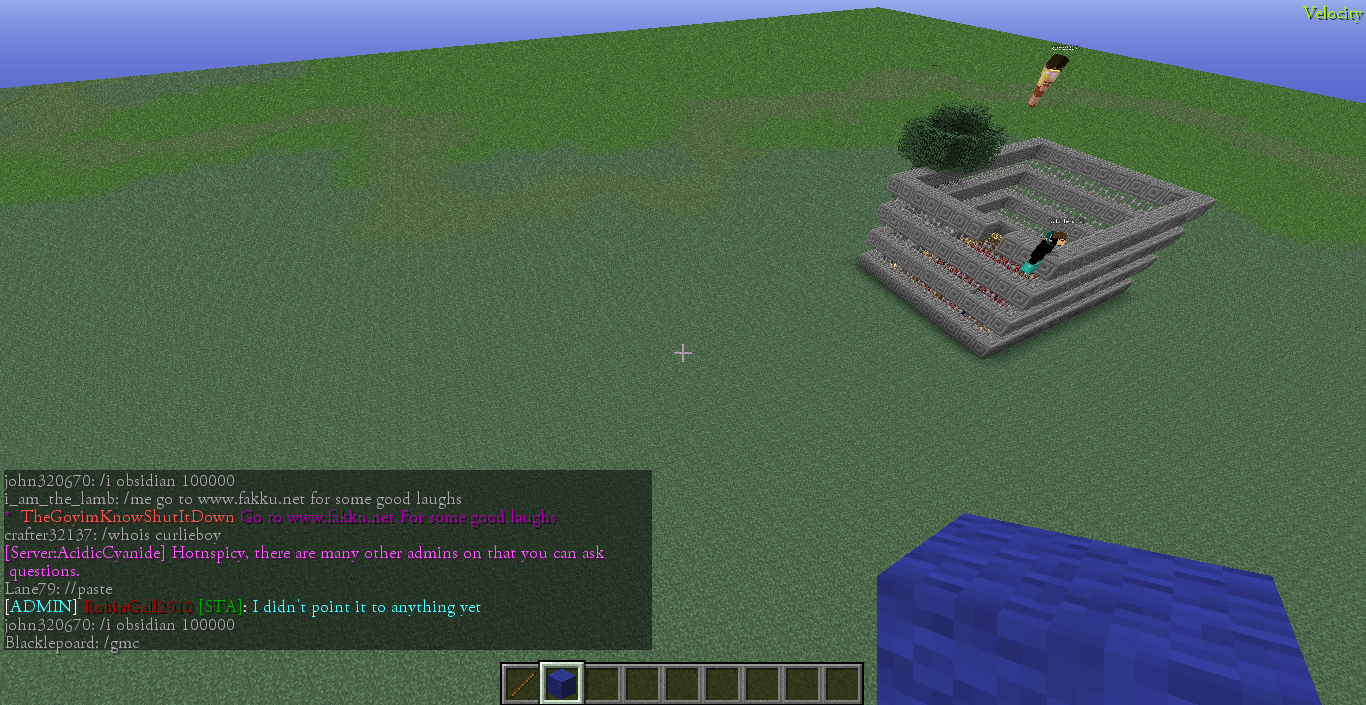 Velocity
john320670: /i obsidian 100000
i_am_the_lamb: /me go to www.fakku.net for some good laughs
* TheGoyimKnowShutItDown Go to www.fakku.net For some good laughs
crafter32137: /whois curlieboy
[Server:AcidicCyanide] Hotnspicy, there are many other admins on that you can ask
questions.
Lane79: //paste
[ADMIN] [STA]: I didn't point it to anything yet
john320670: /i obsidian 100000
Blacklepoard: /gmc